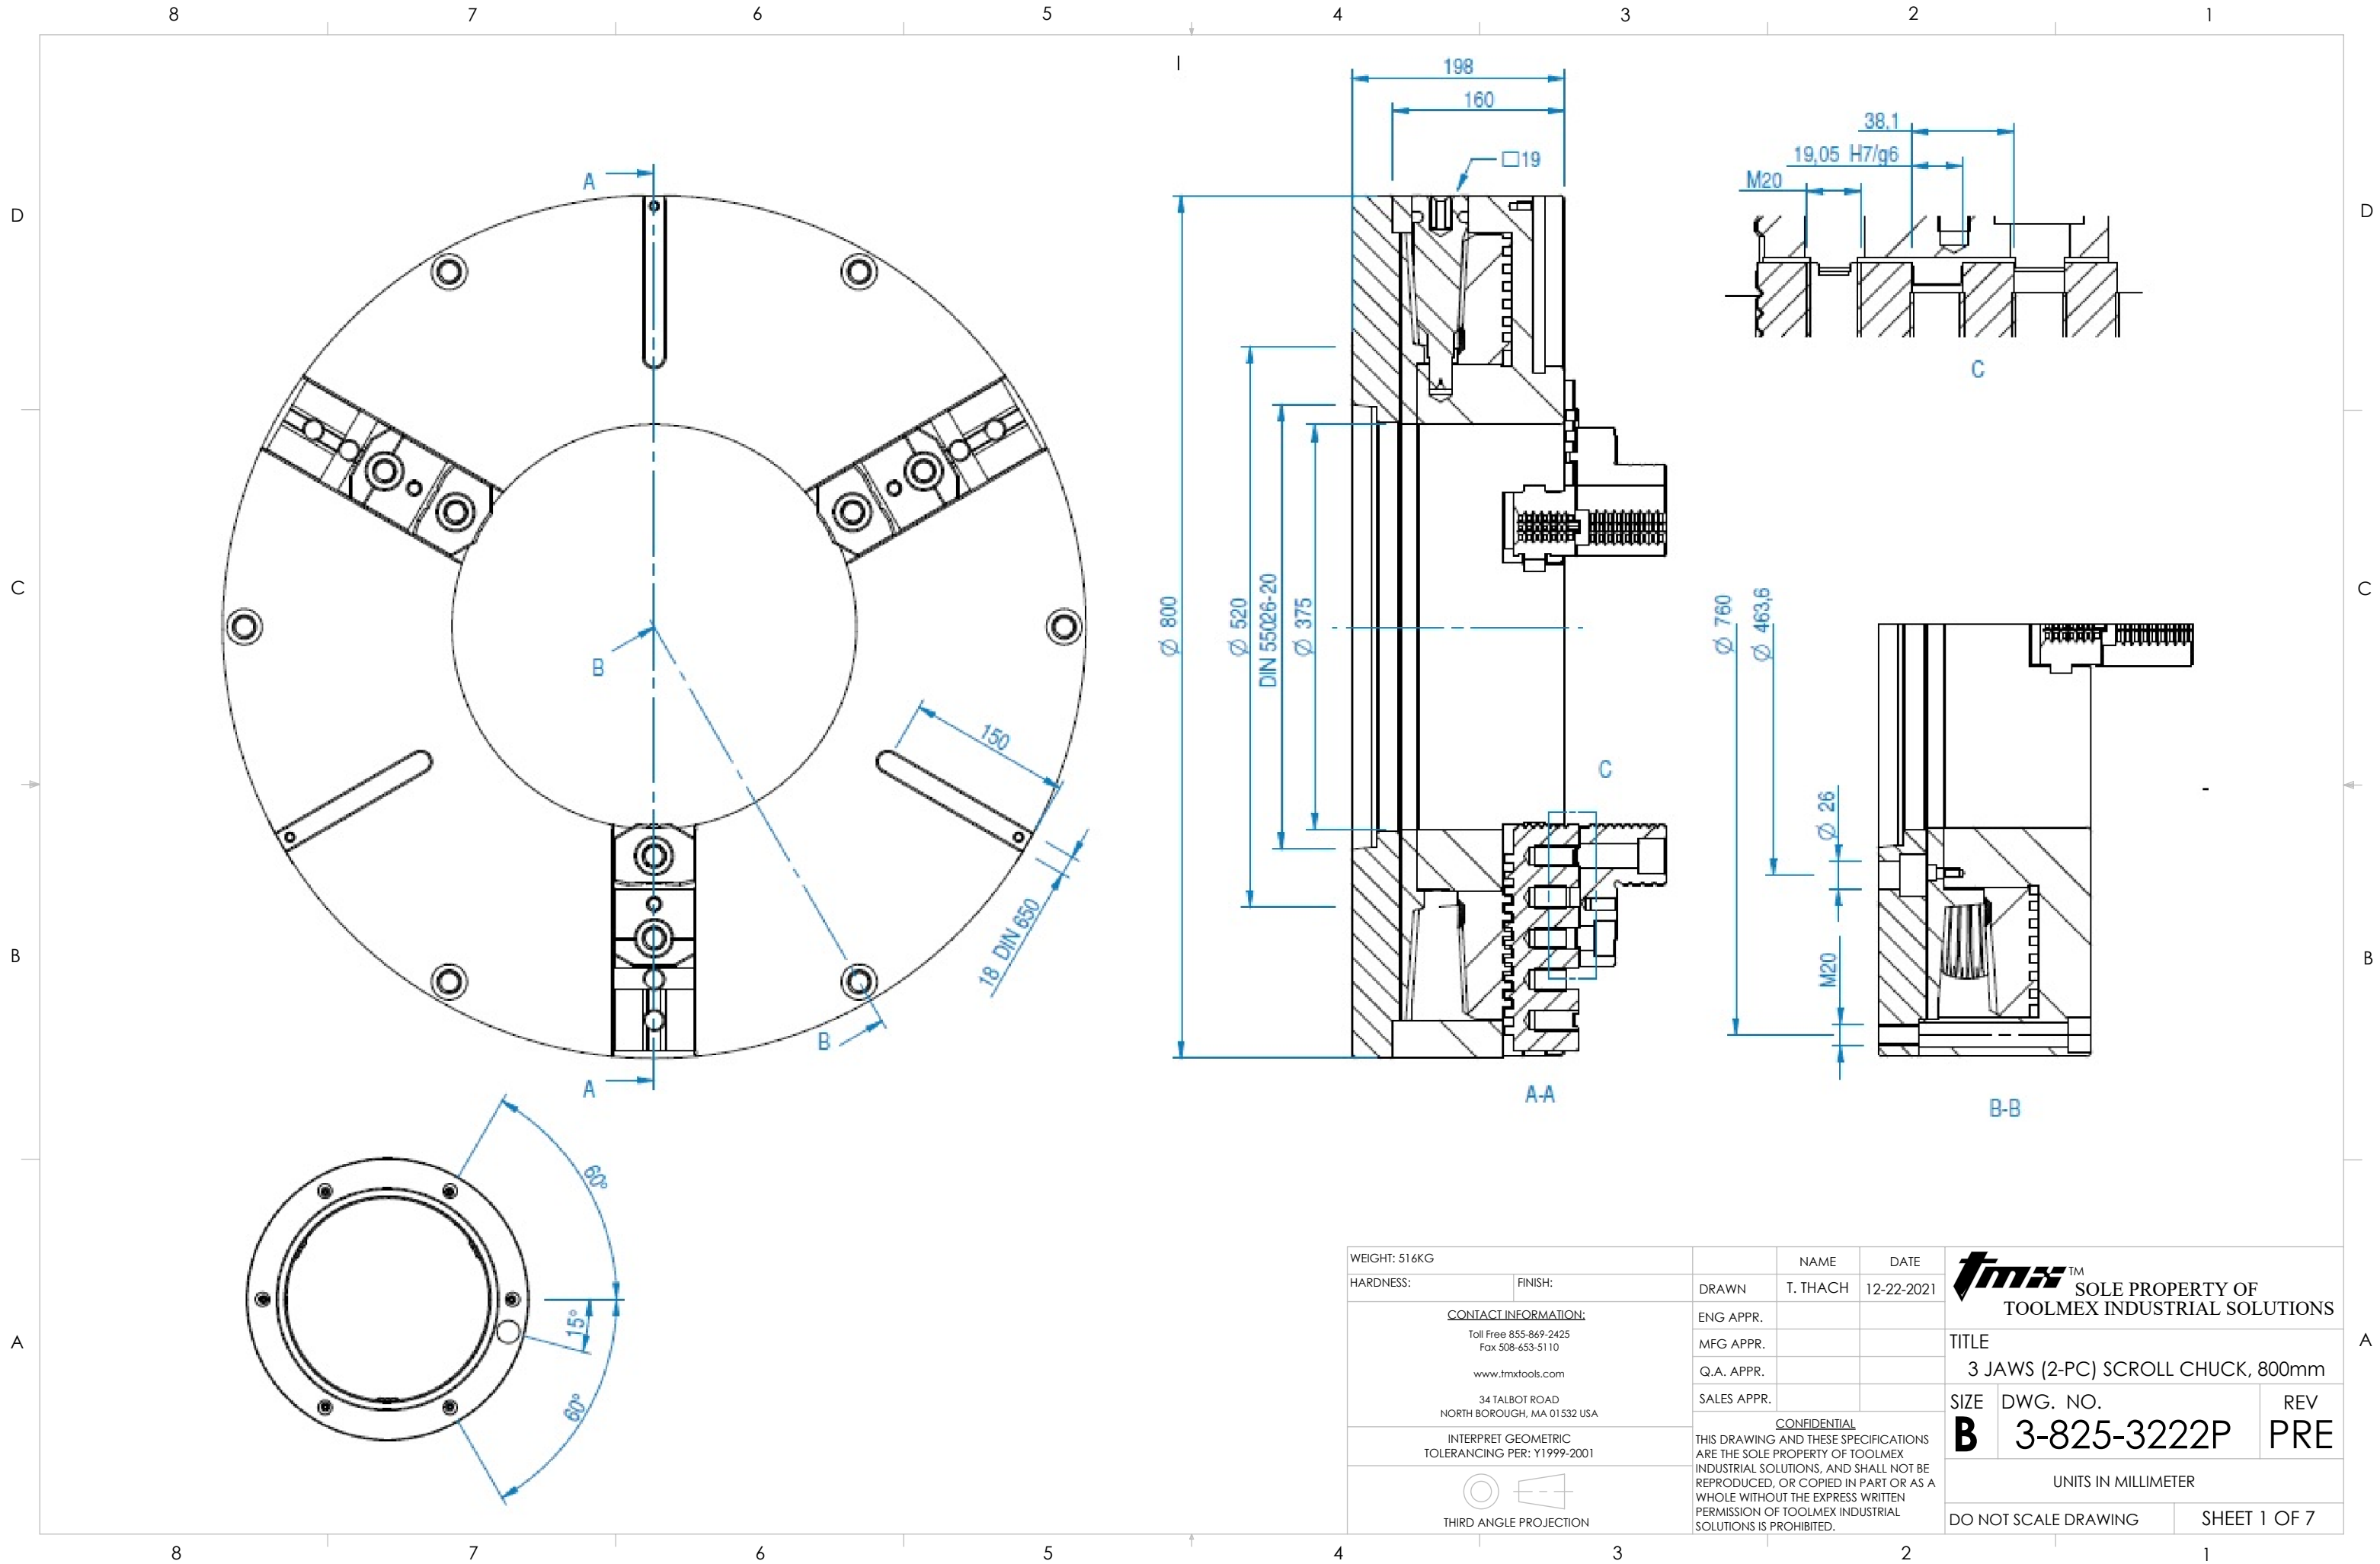 8 7 6 5 4 3 2 1
D
D
C
C
B
B
A
A
8 7 6 5 4 3 2 1
A
B
150
18 DIN 650
B
A
198
160
□19
Ø 800
Ø 520
DIN 55026-20
Ø 375
C
A-A
38.1
19,05 H7/g6
M20
C
Ø 760
Ø 463,6
Ø 26
M20
B-B
60°
15°
60°
WEIGHT: 516KG
HARDNESS:
FINISH:
CONTACT INFORMATION:
Toll Free 855-869-2425
Fax 508-653-5110
www.tmxtools.com
34 TALBOT ROAD
NORTH BOROUGH, MA 01532 USA
INTERPRET GEOMETRIC
TOLERANCING PER: Y1999-2001
THIRD ANGLE PROJECTION
NAME DATE
DRAWN T. THACH 12-22-2021
ENG APPR.
MFG APPR.
Q.A. APPR.
SALES APPR.
CONFIDENTIAL
THIS DRAWING AND THESE SPECIFICATIONS
ARE THE SOLE PROPERTY OF TOOLMEX
INDUSTRIAL SOLUTIONS, AND SHALL NOT BE
REPRODUCED, OR COPIED IN PART OR AS A
WHOLE WITHOUT THE EXPRESS WRITTEN
PERMISSION OF TOOLMEX INDUSTRIAL
SOLUTIONS IS PROHIBITED.
tmx™
SOLE PROPERTY OF
TOOLMEX INDUSTRIAL SOLUTIONS
TITLE
3 JAWS (2-PC) SCROLL CHUCK, 800mm
SIZE DWG. NO. REV
B 3-825-3222P PRE
UNITS IN MILLIMETER
DO NOT SCALE DRAWING SHEET 1 OF 7